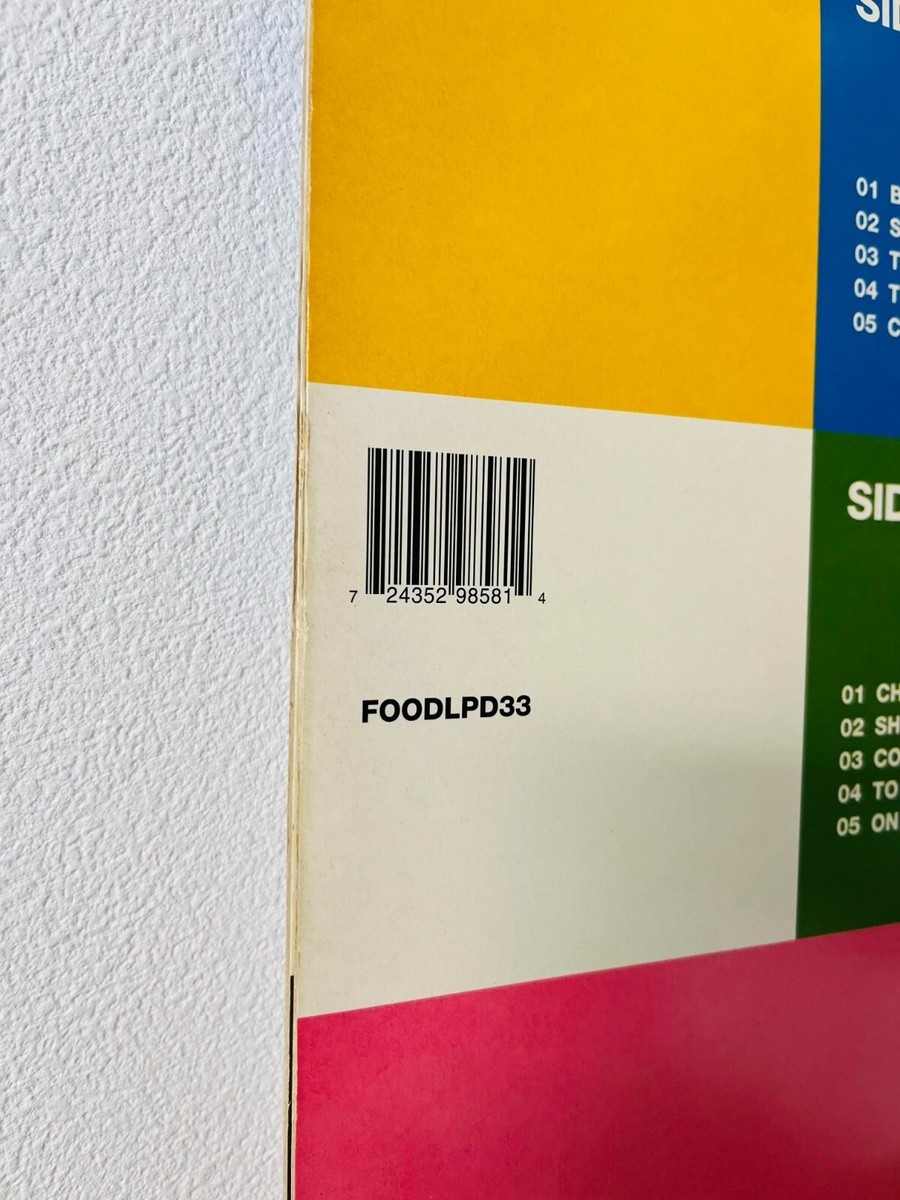 SID
01 B
02 S
03 T
04 T
05 C
7 24352 98581 4
FOODLPD33
SID
01 CH
02 SH
03 CO
04 TO
05 ON